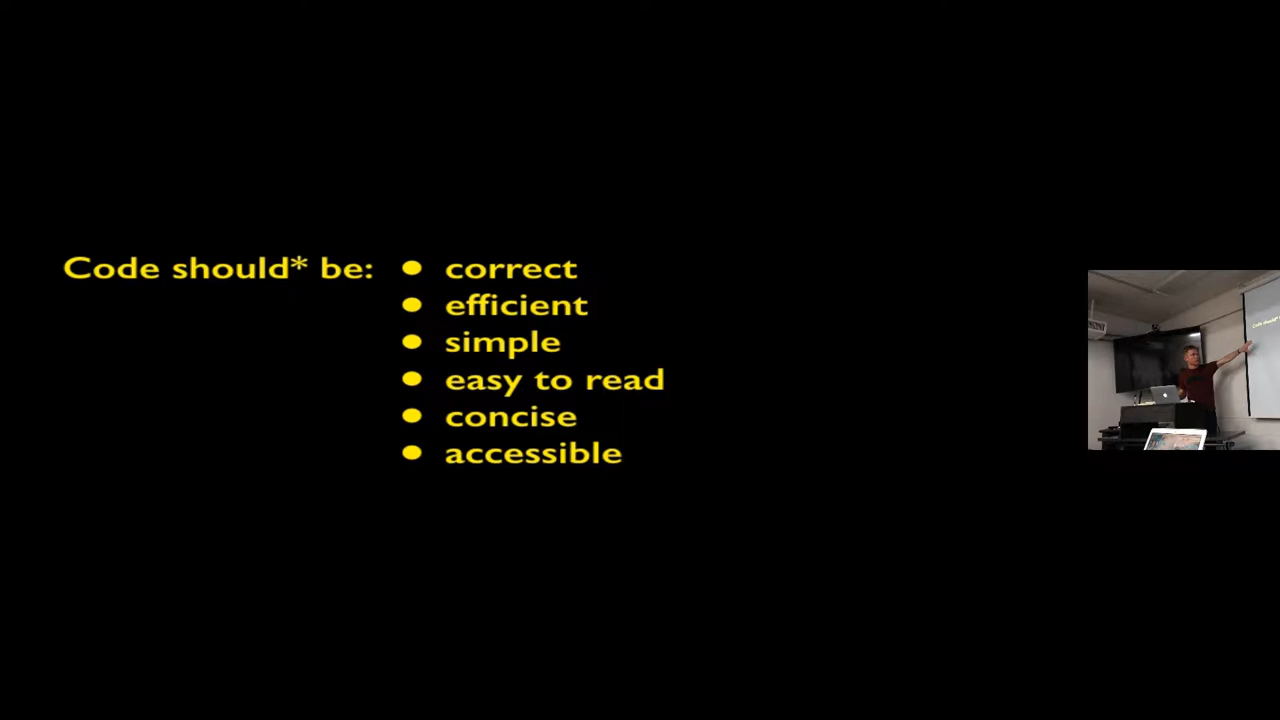 Code should* be: • correct
• efficient
• simple
• easy to read
• concise
• accessible